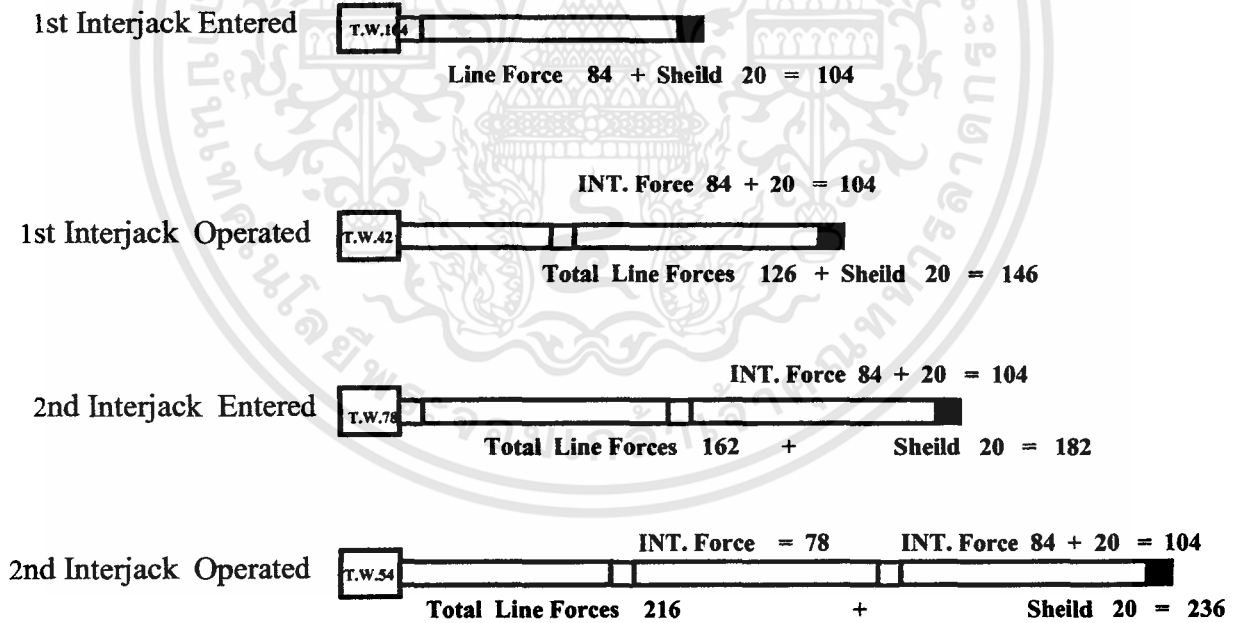 1st Interjack Entered
T.W.104
Line Force 84 + Sheild 20 = 104
INT. Force 84 + 20 = 104
1st Interjack Operated
T.W.42
Total Line Forces 126 + Sheild 20 = 146
INT. Force 84 + 20 = 104
2nd Interjack Entered
T.W.78
Total Line Forces 162 + Sheild 20 = 182
INT. Force = 78 INT. Force 84 + 20 = 104
2nd Interjack Operated
T.W.54
Total Line Forces 216 + Sheild 20 = 236